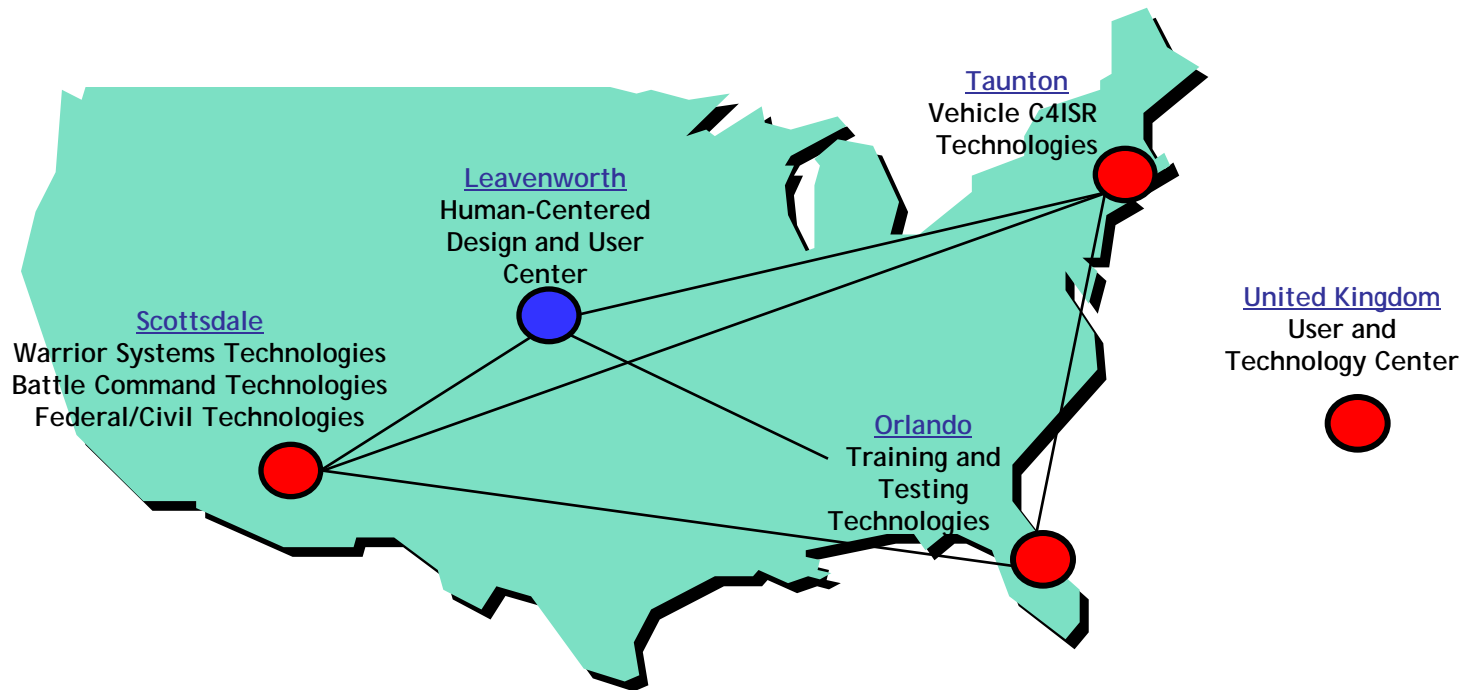 Taunton
Vehicle C4ISR
Technologies
Leavenworth
Human-Centered
Design and User
Center
United Kingdom
User and
Technology Center
Scottsdale
Warrior Systems Technologies
Battle Command Technologies
Federal/Civil Technologies
Orlando
Training and
Testing
Technologies